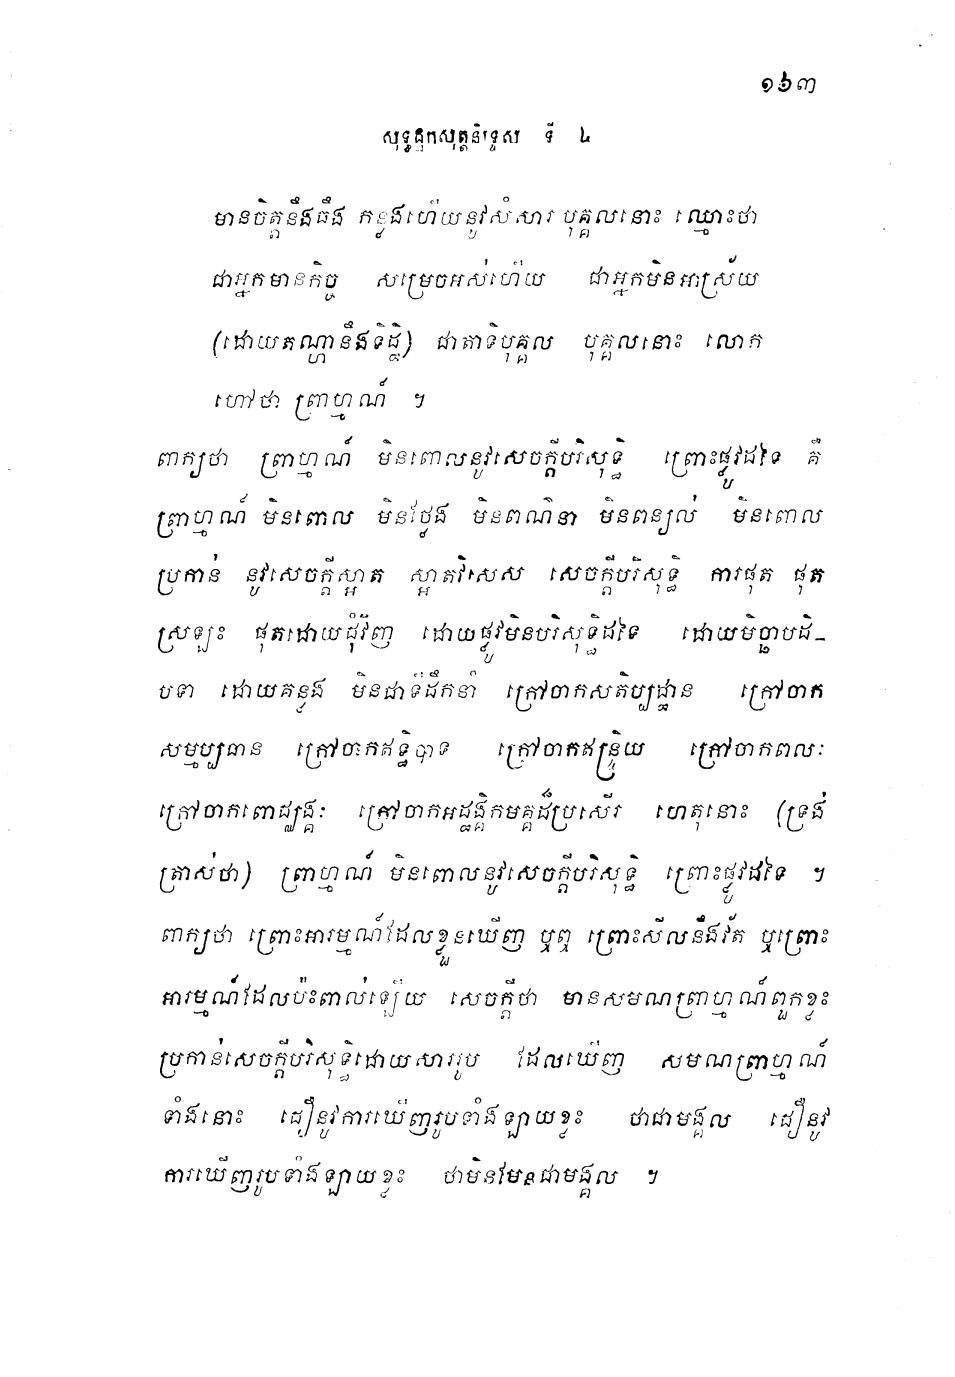 ១៦៣
សុទ្ធដ្ឋកសុត្តនិទ្ទេស ទី ៤
មានចិត្តនឹងធឹង កន្លងហើយនូវសំសារ បុគ្គលនោះ ឈ្មោះថា
ជាអ្នកមានកិច្ច សម្រេចអស់ហើយ ជាអ្នកមិនអាស្រ័យ
(ដោយតណ្ហានឹងទិដ្ឋិ) ជាតាទិបុគ្គល បុគ្គលនោះ លោក
ហៅថា ព្រាហ្មណ៍ ។
ពាក្យថា ព្រាហ្មណ៍ មិនពោលនូវសេចក្តីបរិសុទ្ធិ ព្រោះផ្លូវដទៃ គឺ
ព្រាហ្មណ៍ មិនពោល មិនថ្លែង មិនពណ៌នា មិនពន្យល់ មិនពោល
ប្រកាន់ នូវសេចក្តីស្អាត ស្អាតវិសេស សេចក្តីបរិសុទ្ធិ ការផុត ផុត
ស្រឡះ ផុតដោយជុំវិញ ដោយផ្លូវមិនបរិសុទ្ធិដទៃ ដោយមិច្ឆាបដិ-
បទា ដោយគន្លង មិនជាទីដឹកនាំ ក្រៅចាកសតិប្បដ្ឋាន ក្រៅចាក
សម្មប្បធាន ក្រៅចាកឥទ្ធិបាទ ក្រៅចាកឥន្ទ្រិយ ក្រៅចាកពលៈ
ក្រៅចាកពោជ្ឈង្គៈ ក្រៅចាកអដ្ឋង្គិកមគ្គដ៏ប្រសើរ ហេតុនោះ (ទ្រង់
ត្រាស់ថា) ព្រាហ្មណ៍ មិនពោលនូវសេចក្តីបរិសុទ្ធិ ព្រោះផ្លូវដទៃ ។
ពាក្យថា ព្រោះអារម្មណ៍ដែលខ្លួនឃើញ ឬឮ ព្រោះសីលនឹងវ័ត ឬព្រោះ
អារម្មណ៍ដែលប៉ះពាល់ឡើយ សេចក្តីថា មានសមណព្រាហ្មណ៍ពួកខ្លះ
ប្រកាន់សេចក្តីបរិសុទ្ធិដោយសាររូប ដែលឃើញ សមណព្រាហ្មណ៍
ទាំងនោះ ជឿនូវការឃើញរូបទាំងឡាយខ្លះ ថាជាមង្គល ជឿនូវ
ការឃើញរូបទាំងឡាយខ្លះ ថាមិនមែនជាមង្គល ។